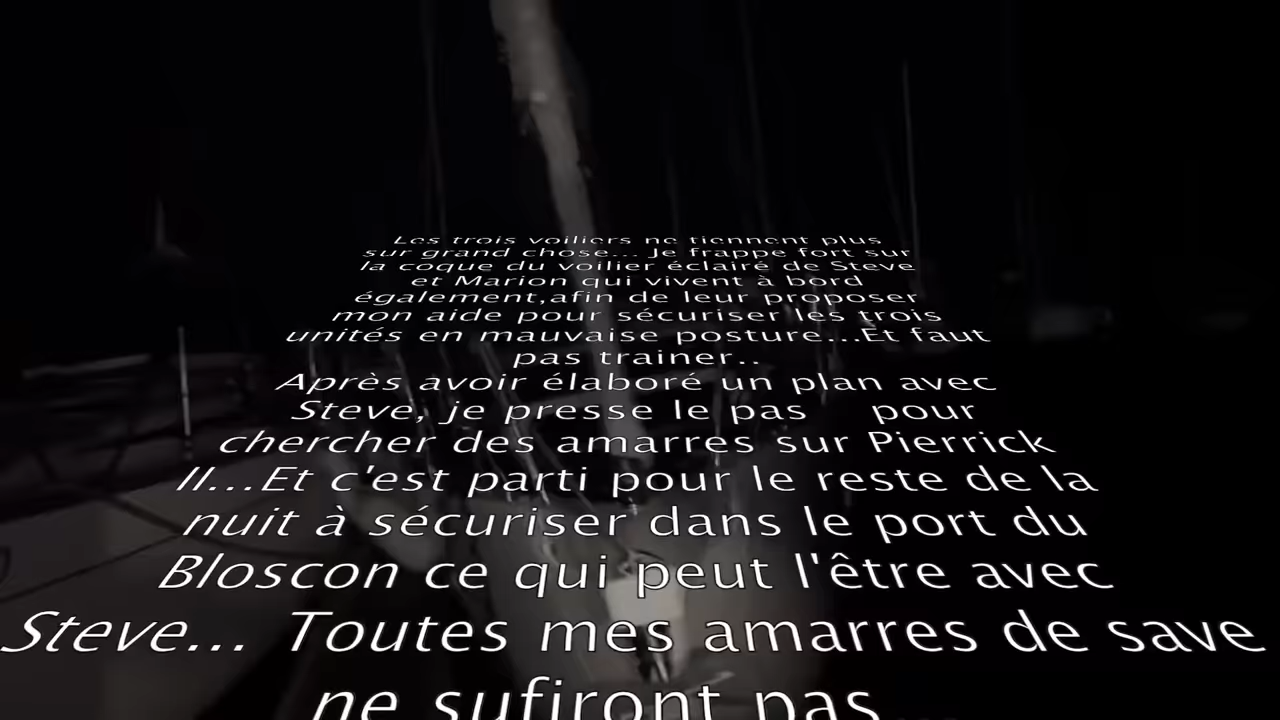 Les trois voiliers ne tiennent plus
sur grand chose... Je frappe fort sur
la coque du voilier éclairé de Steve
et Marion qui vivent à bord
également,afin de leur proposer
mon aide pour sécuriser les trois
unités en mauvaise posture...Et faut
pas trainer..
Après avoir élaboré un plan avec
Steve, je presse le pas pour
chercher des amarres sur Pierrick
II...Et c'est parti pour le reste de la
nuit à sécuriser dans le port du
Bloscon ce qui peut l'être avec
Steve... Toutes mes amarres de save
ne sufiront pas...